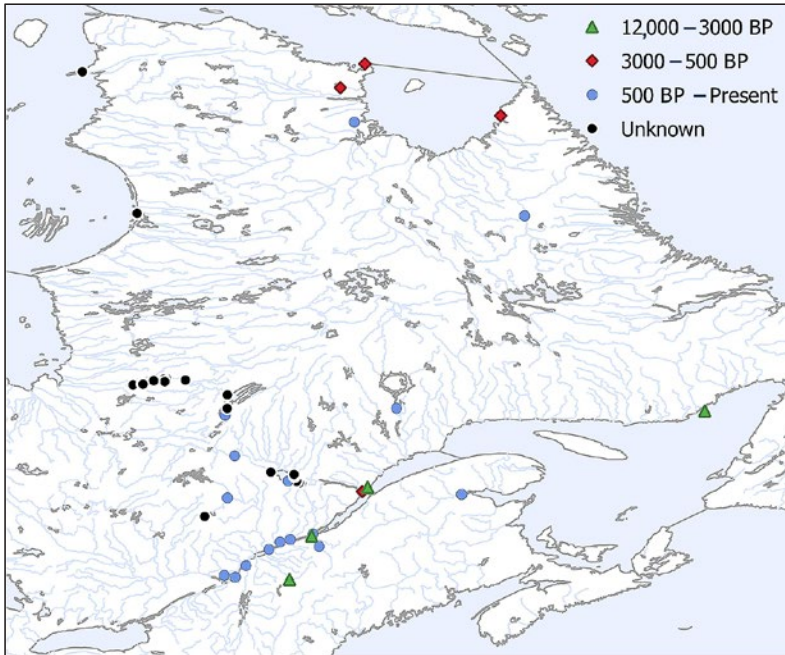 12,000 – 3000 BP
3000 – 500 BP
500 BP – Present
Unknown